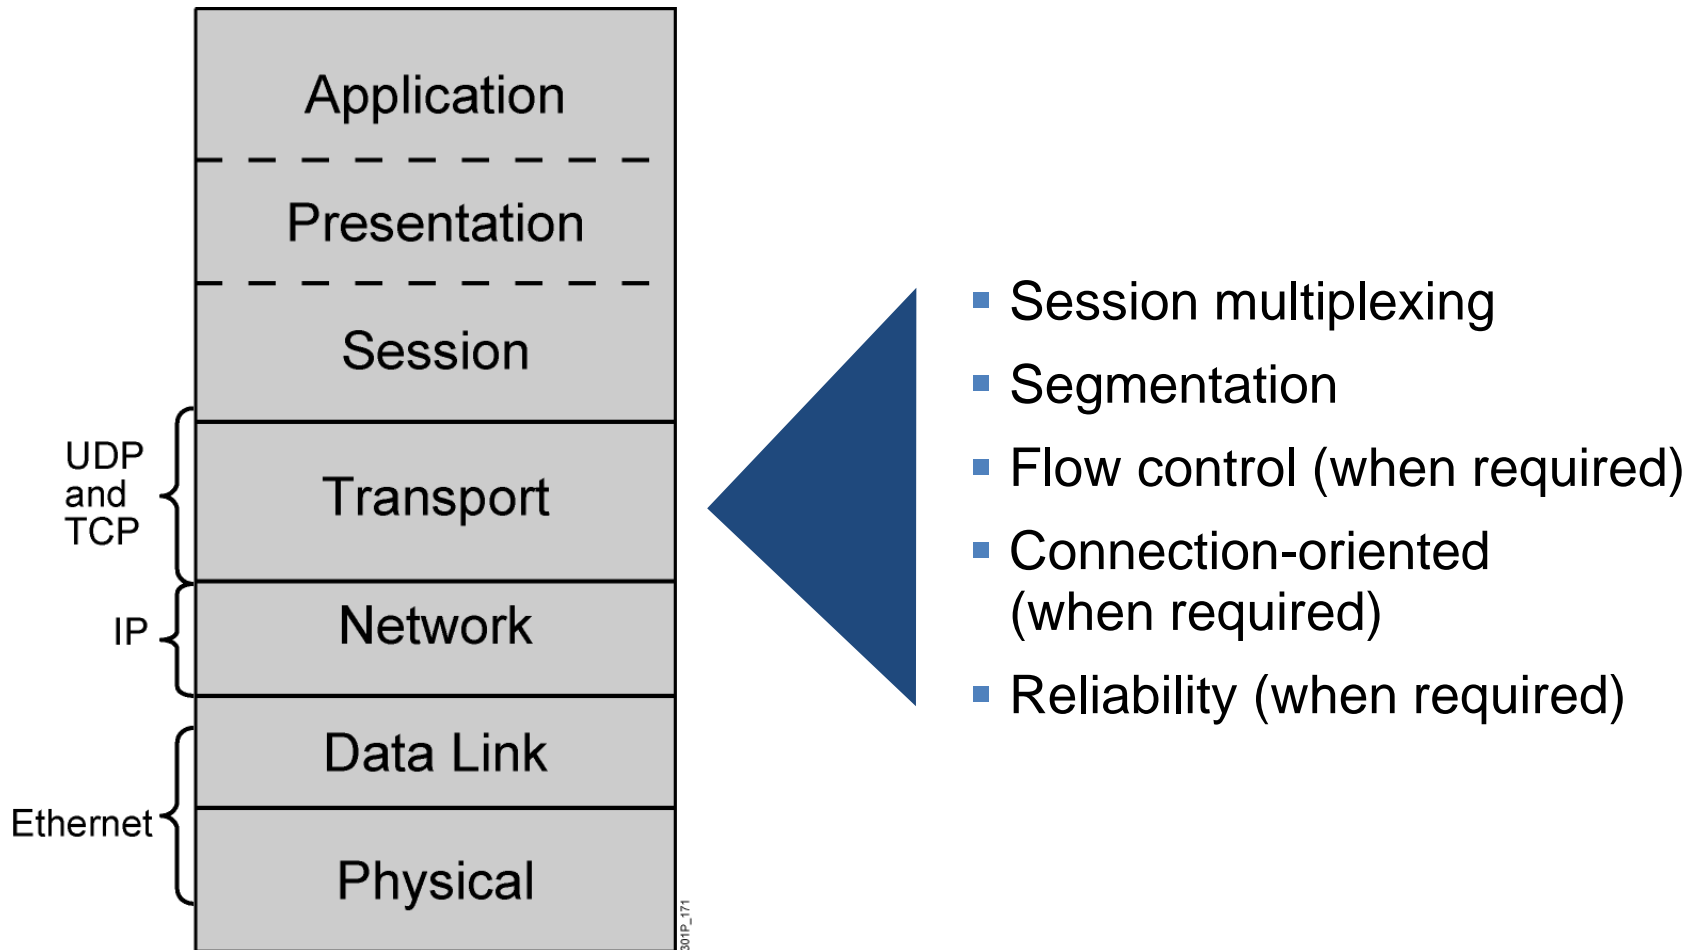 Application
Presentation
Session
UDP
and
TCP
Transport
IP
Network
Data Link
Ethernet
Physical
301P_171
Session multiplexing
Segmentation
Flow control (when required)
Connection-oriented
(when required)
Reliability (when required)